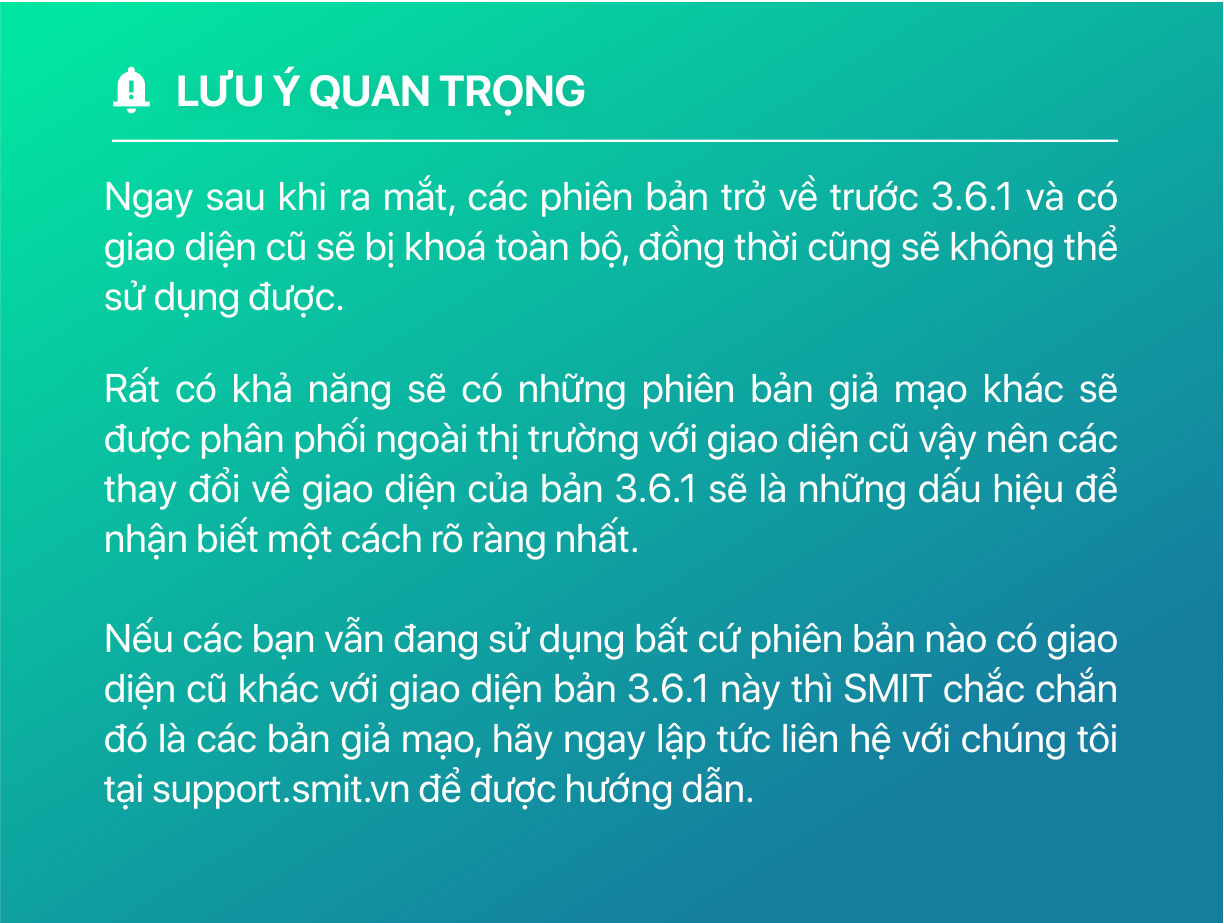 LƯU Ý QUAN TRỌNG
Ngay sau khi ra mắt, các phiên bản trở về trước 3.6.1 và có
giao diện cũ sẽ bị khoá toàn bộ, đồng thời cũng sẽ không thể
sử dụng được.
Rất có khả năng sẽ có những phiên bản giả mạo khác sẽ
được phân phối ngoài thị trường với giao diện cũ vậy nên các
thay đổi về giao diện của bản 3.6.1 sẽ là những dấu hiệu để
nhận biết một cách rõ ràng nhất.
Nếu các bạn vẫn đang sử dụng bất cứ phiên bản nào có giao
diện cũ khác với giao diện bản 3.6.1 này thì SMIT chắc chắn
đó là các bản giả mạo, hãy ngay lập tức liên hệ với chúng tôi
tại support.smit.vn để được hướng dẫn.